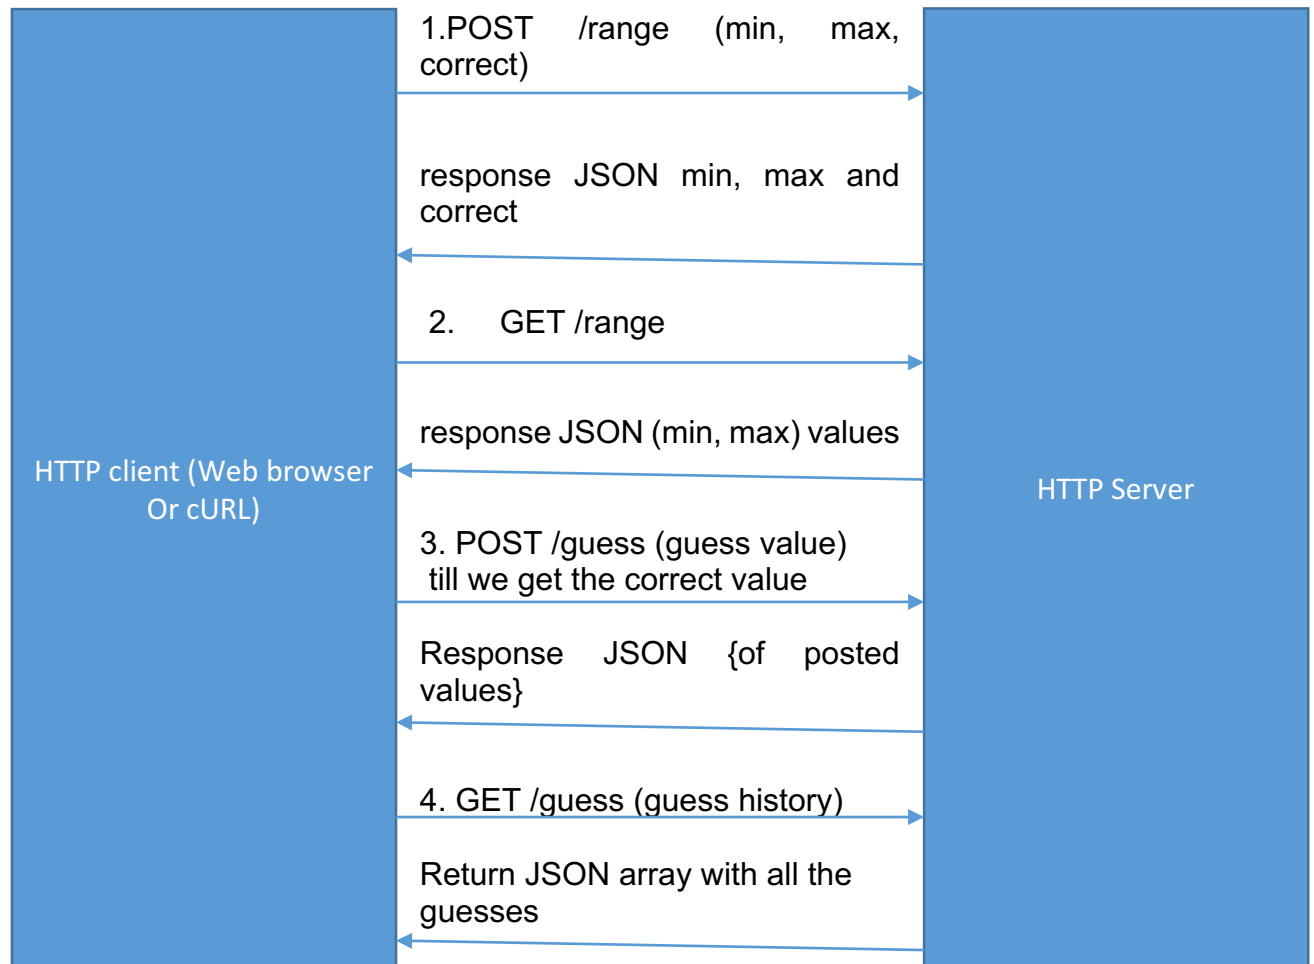 1.POST /range (min, max,
correct)
response JSON min, max and
correct
2. GET /range
response JSON (min, max) values
HTTP client (Web browser
Or cURL)
HTTP Server
3. POST /guess (guess value)
till we get the correct value
Response JSON {of posted
values}
4. GET /guess (guess history)
Return JSON array with all the
guesses